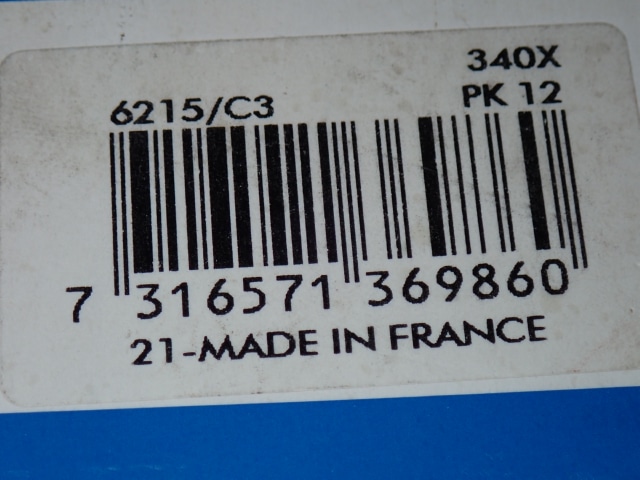 340X
6215/C3 PK 12
7 316571 369860
21-MADE IN FRANCE